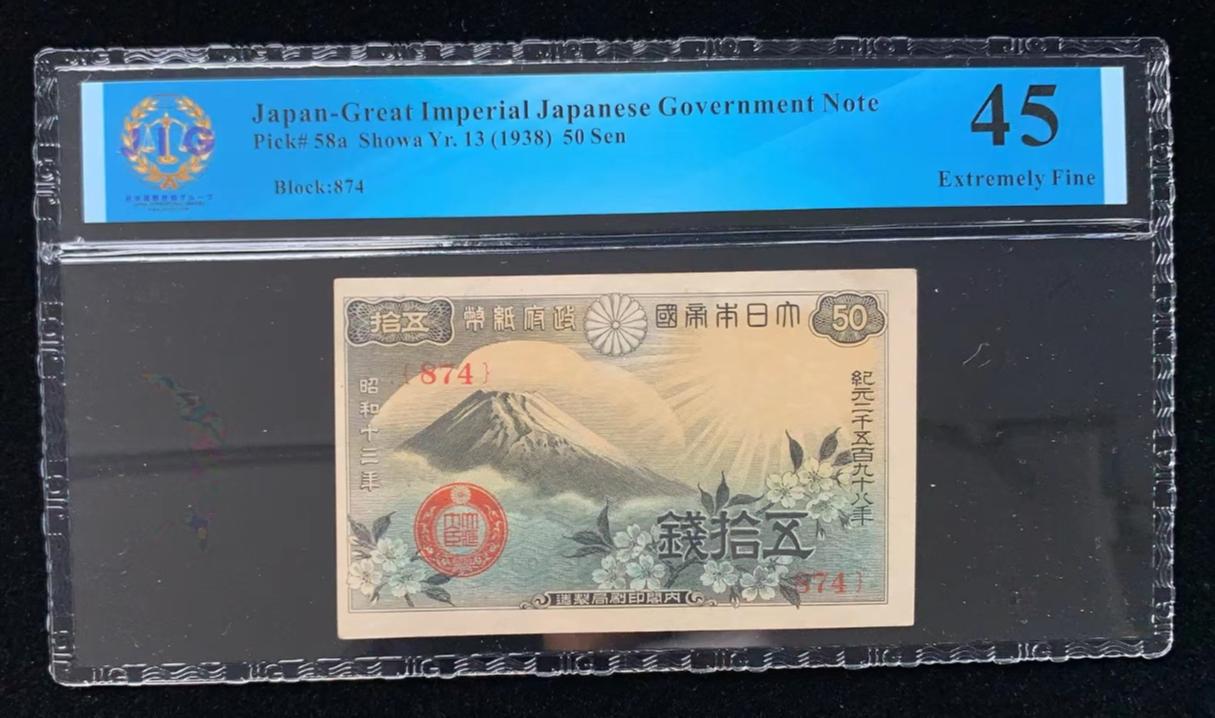 JIG
Japan-Great Imperial Japanese Government Note
Pick# 58a Showa Yr. 13 (1938) 50 Sen
Block:874
45
Extremely Fine
50
大日本帝國
政府紙幣
五拾
{874}
紀元二千五百九十八年
昭和十三年
五拾錢
874}
內閣印刷局製造